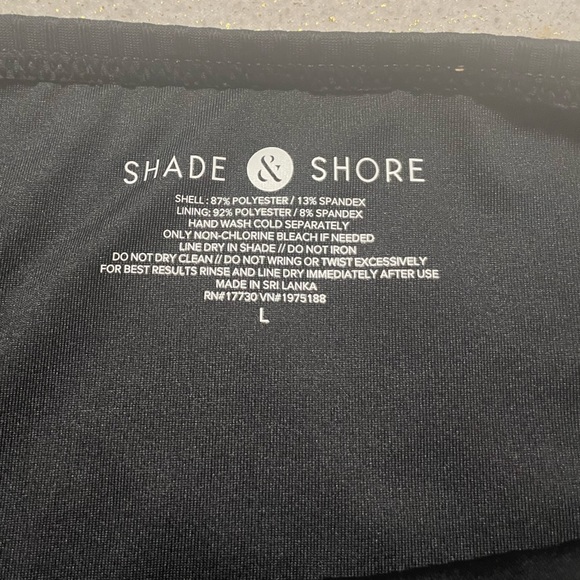 SHADE & SHORE
SHELL : 87% POLYESTER / 13% SPANDEX
LINING: 92% POLYESTER / 8% SPANDEX
HAND WASH COLD SEPARATELY
ONLY NON-CHLORINE BLEACH IF NEEDED
LINE DRY IN SHADE // DO NOT IRON
DO NOT DRY CLEAN // DO NOT WRING OR TWIST EXCESSIVELY
FOR BEST RESULTS RINSE AND LINE DRY IMMEDIATELY AFTER USE
MADE IN SRI LANKA
RN#17730 VN#1975188
L